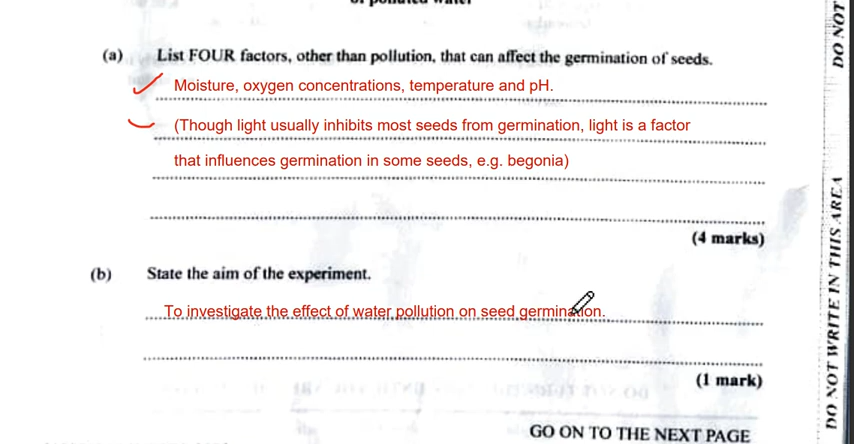 of polluted water
(a) List FOUR factors, other than pollution, that can affect the germination of seeds.
Moisture, oxygen concentrations, temperature and pH.
(Though light usually inhibits most seeds from germination, light is a factor
that influences germination in some seeds, e.g. begonia)
(4 marks)
(b) State the aim of the experiment.
To investigate the effect of water pollution on seed germination.
(1 mark)
GO ON TO THE NEXT PAGE
DO NOT WRITE IN THIS AREA
DO NOT